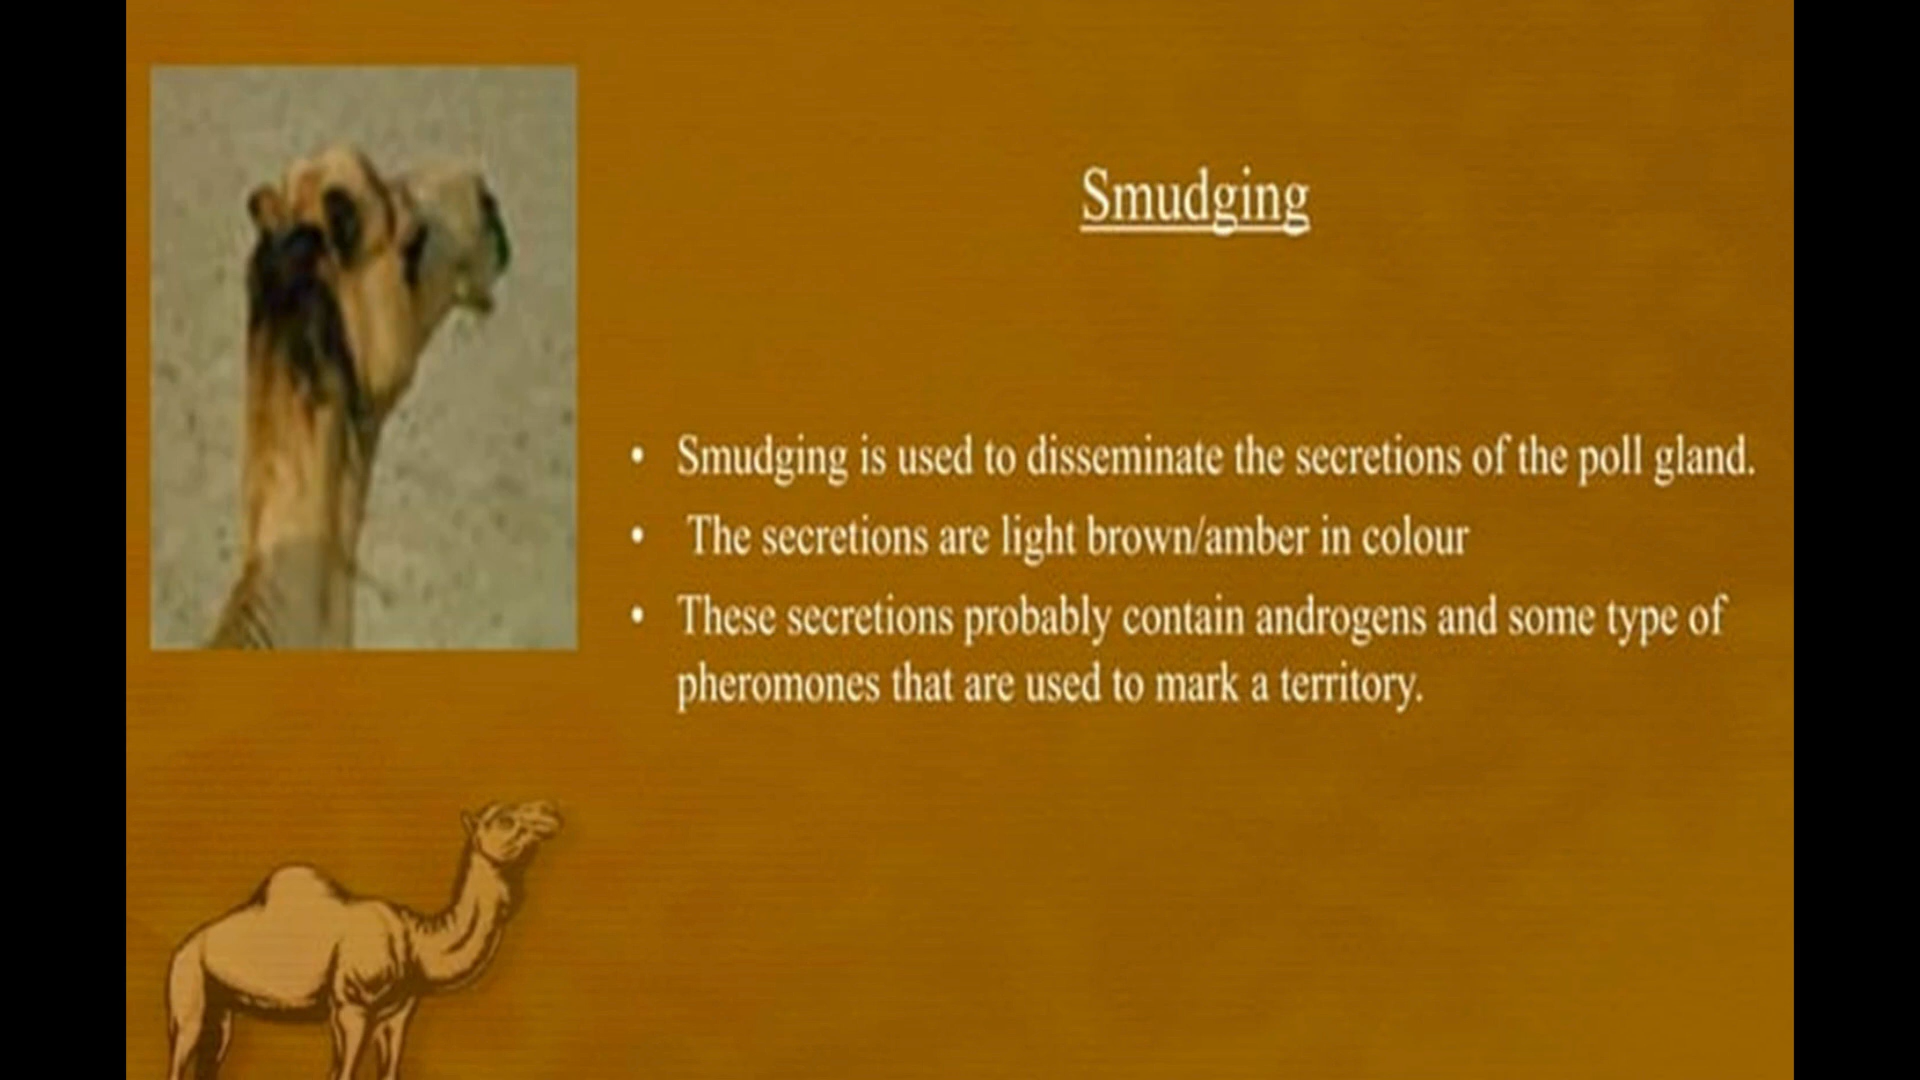 Smudging
• Smudging is used to disseminate the secretions of the poll gland.
• The secretions are light brown/amber in colour
• These secretions probably contain androgens and some type of
pheromones that are used to mark a territory.